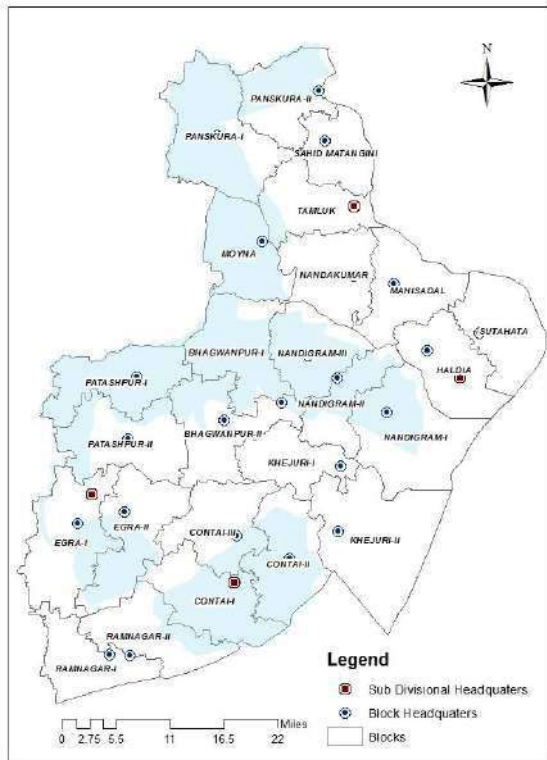 N
PANSKURA-II
PANSKURA-I
SAHID MATANGINI
TAMLUK
MOYNA
NANDAKUMAR
MAHISADAL
SUTAHATA
BHAGWANPUR-I
NANDIGRAM-III
HALDIA
PATASHPUR-I
NANDIGRAM-II
NANDIGRAM-I
PATASHPUR-II
BHAGWANPUR-II
KHEJURI-I
EGRA-II
EGRA-I
CONTAI-III
KHEJURI-II
CONTAI-II
CONTAI-I
RAMNAGAR-II
RAMNAGAR-I
Legend
Sub Divisional Headquaters
Block Headquaters
Blocks
Miles
0 2.75 5.5 11 16.5 22